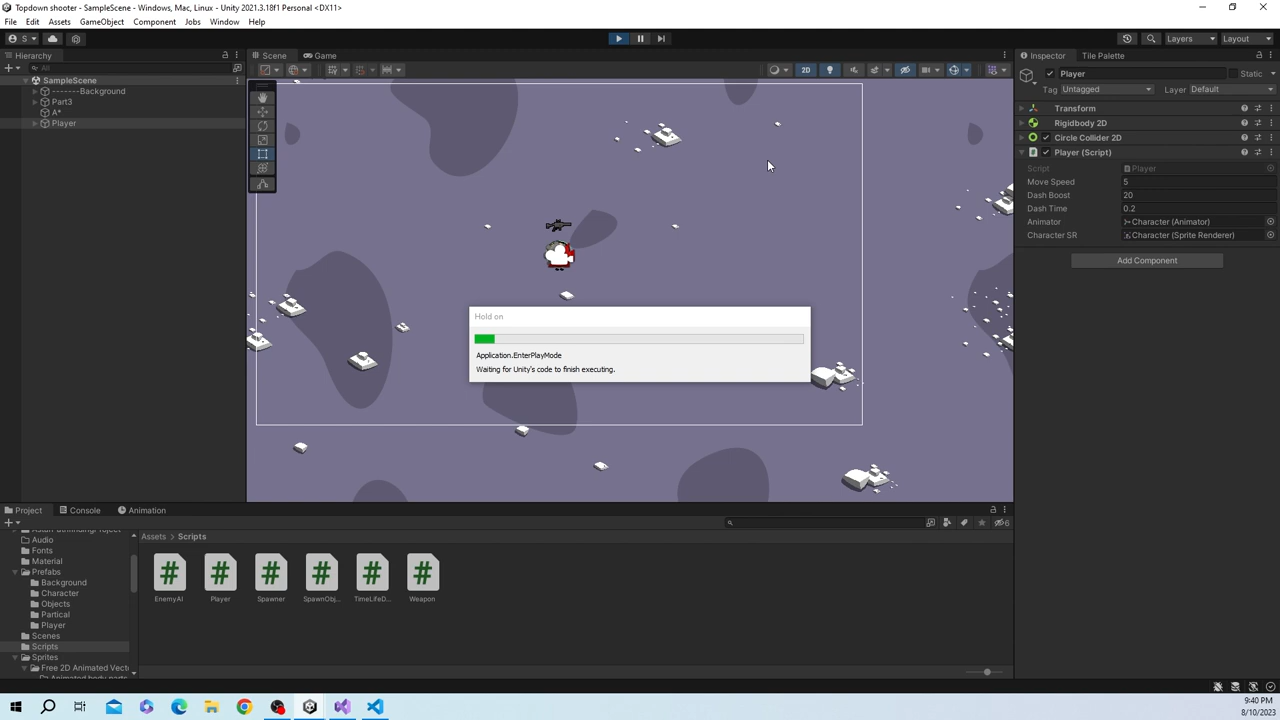 Topdown shooter - SampleScene - Windows, Mac, Linux - Unity 2021.3.18f1 Personal <DX11>
File Edit Assets GameObject Component Jobs Window Help
S
Layers
Layout
Hierarchy
Scene
Game
Inspector
Tile Palette
All
2D
SampleScene
-------Background
Part3
A*
Player
Player
Static
Tag Untagged
Layer Default
Transform
Rigidbody 2D
Circle Collider 2D
Player (Script)
Script Player
Move Speed 5
Dash Boost 20
Dash Time 0.2
Animator Character (Animator)
Character SR Character (Sprite Renderer)
Add Component
Hold on
Application.EnterPlayMode
Waiting for Unity's code to finish executing.
Project
Console
Animation
6
Audio
Fonts
Material
Prefabs
Background
Character
Objects
Partical
Player
Scenes
Scripts
Sprites
Free 2D Animated Vect
Assets > Scripts
EnemyAI
Player
Spawner
SpawnObj...
TimeLifeD...
Weapon
9:40 PM
8/10/2023